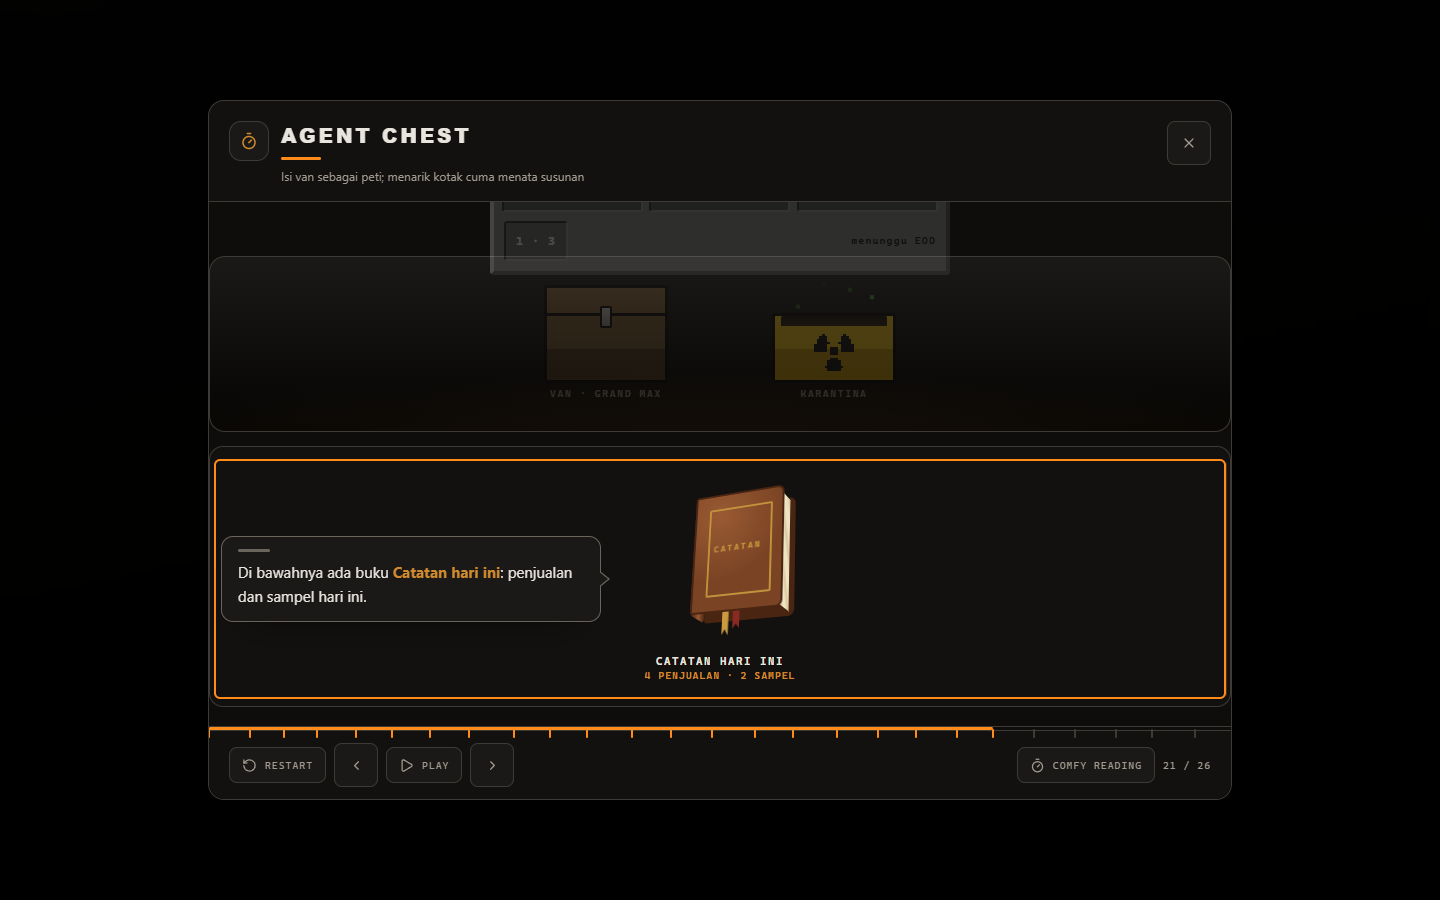 AGENT CHEST
Isi van sebagai peti; menarik kotak cuma menata susunan
1 · 3
menunggu EOD
VAN · GRAND MAX
KARANTINA
CATATAN
Di bawahnya ada buku Catatan hari ini: penjualan
dan sampel hari ini.
CATATAN HARI INI
4 PENJUALAN · 2 SAMPEL
RESTART
PLAY
COMFY READING
21 / 26